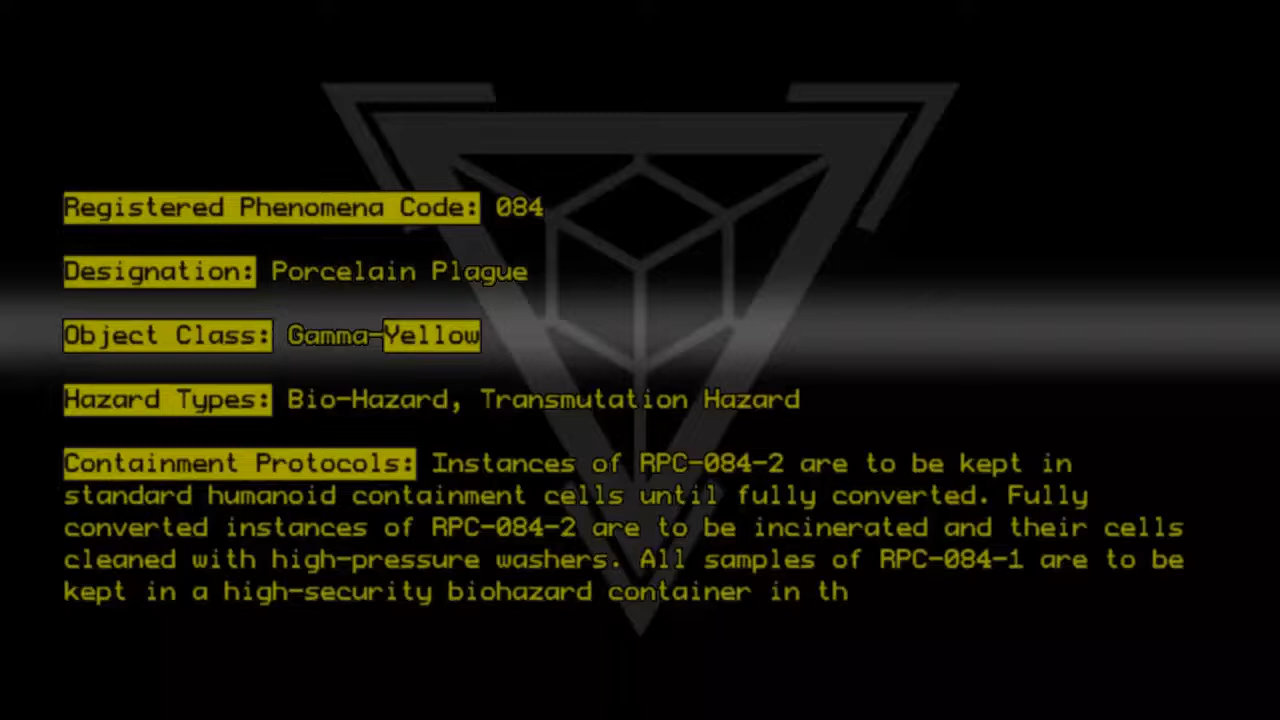 Registered Phenomena Code: 084
Designation: Porcelain Plague
Object Class: Gamma-Yellow
Hazard Types: Bio-Hazard, Transmutation Hazard
Containment Protocols: Instances of RPC-084-2 are to be kept in
standard humanoid containment cells until fully converted. Fully
converted instances of RPC-084-2 are to be incinerated and their cells
cleaned with high-pressure washers. All samples of RPC-084-1 are to be
kept in a high-security biohazard container in th